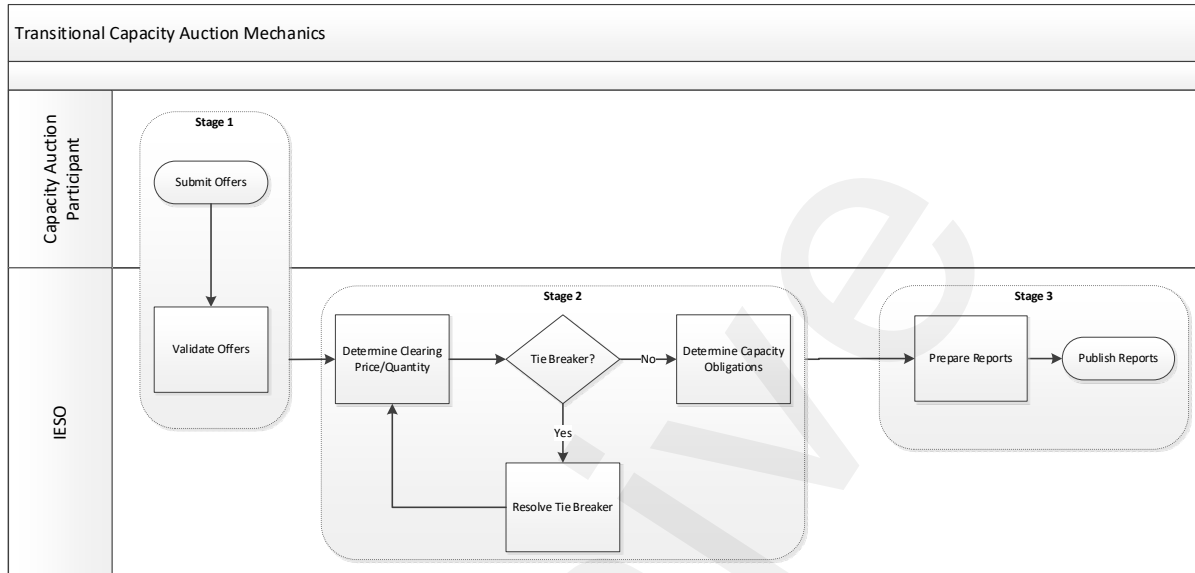 Transitional Capacity Auction Mechanics
Capacity Auction
Participant
Stage 1
Submit Offers
IESO
Validate Offers
Stage 2
Determine Clearing
Price/Quantity
Tie Breaker?
No
Determine Capacity
Obligations
Yes
Resolve Tie Breaker
Stage 3
Prepare Reports
Publish Reports
ive